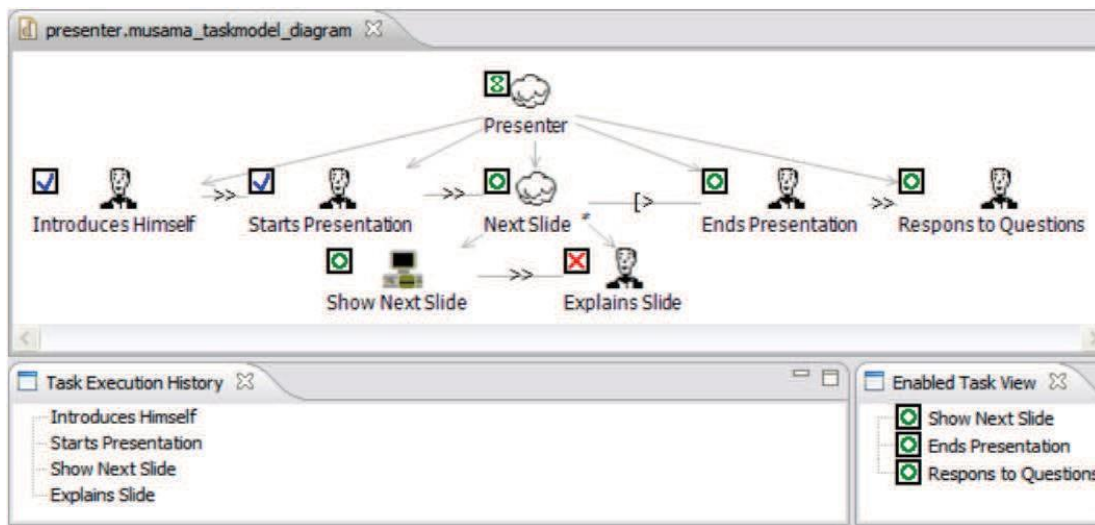 presenter.musama_taskmodel_diagram
Presenter
>> >> [> >>
Introduces Himself Starts Presentation Next Slide * Ends Presentation Respons to Questions
>>
Show Next Slide Explains Slide
Task Execution History Enabled Task View
Introduces Himself
Starts Presentation
Show Next Slide
Explains Slide
Show Next Slide
Ends Presentation
Respons to Questions